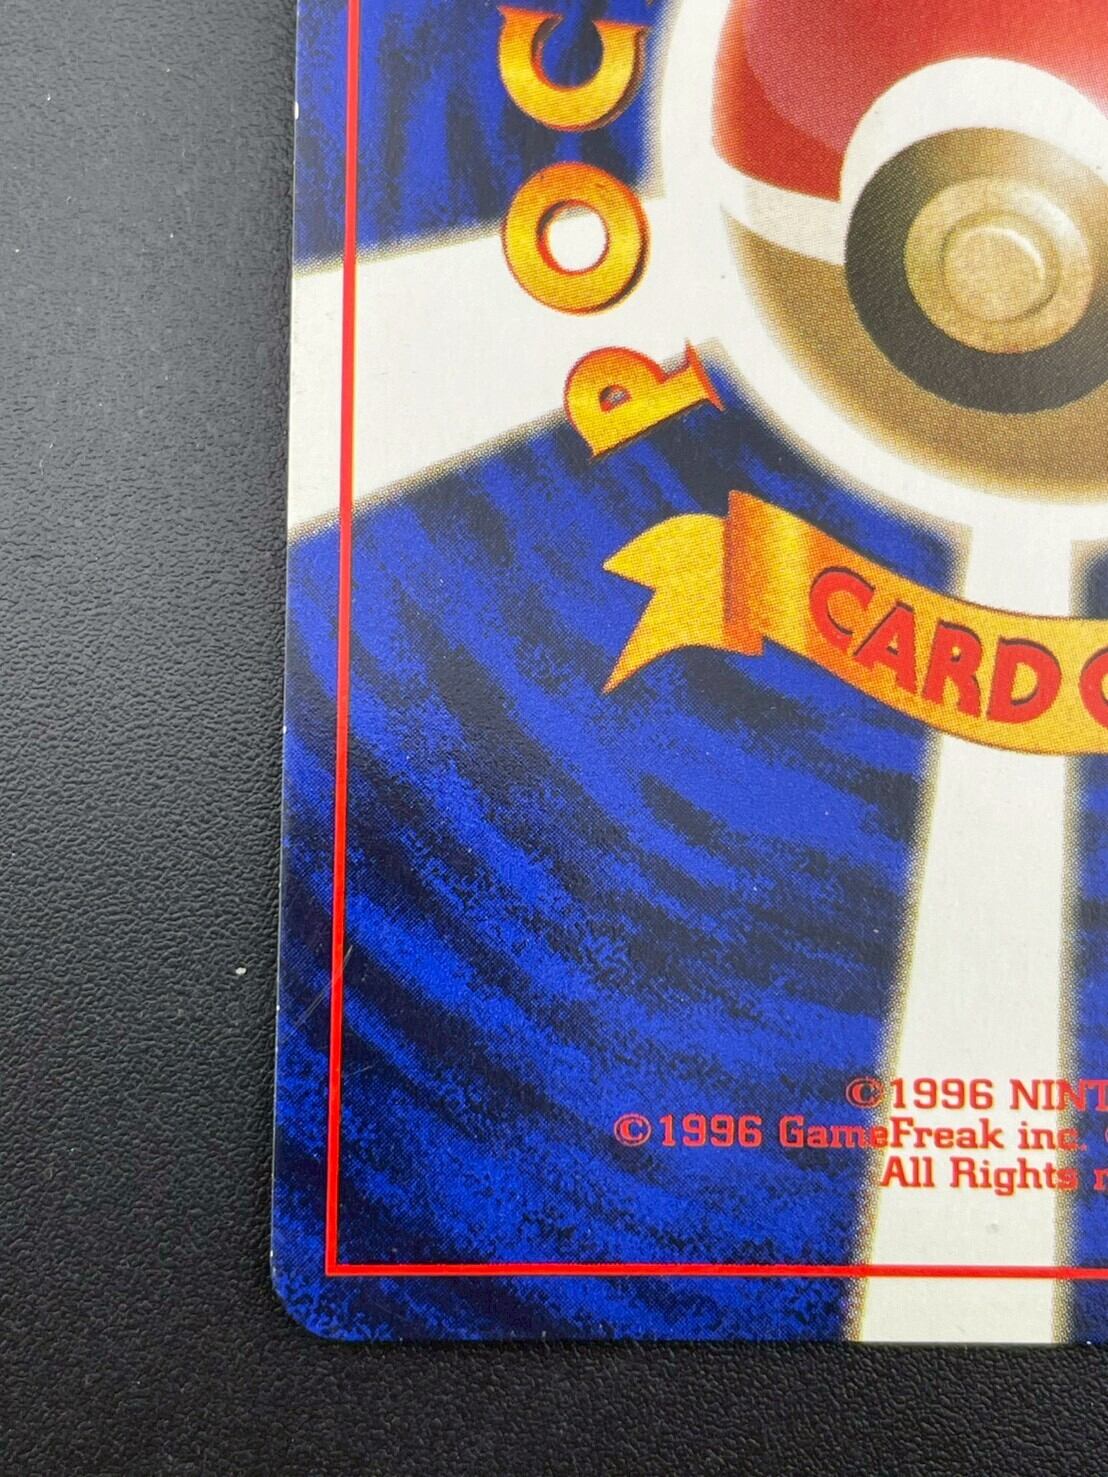 POC
CARD
©1996 NINT
©1996 GameFreak inc.
All Rights r